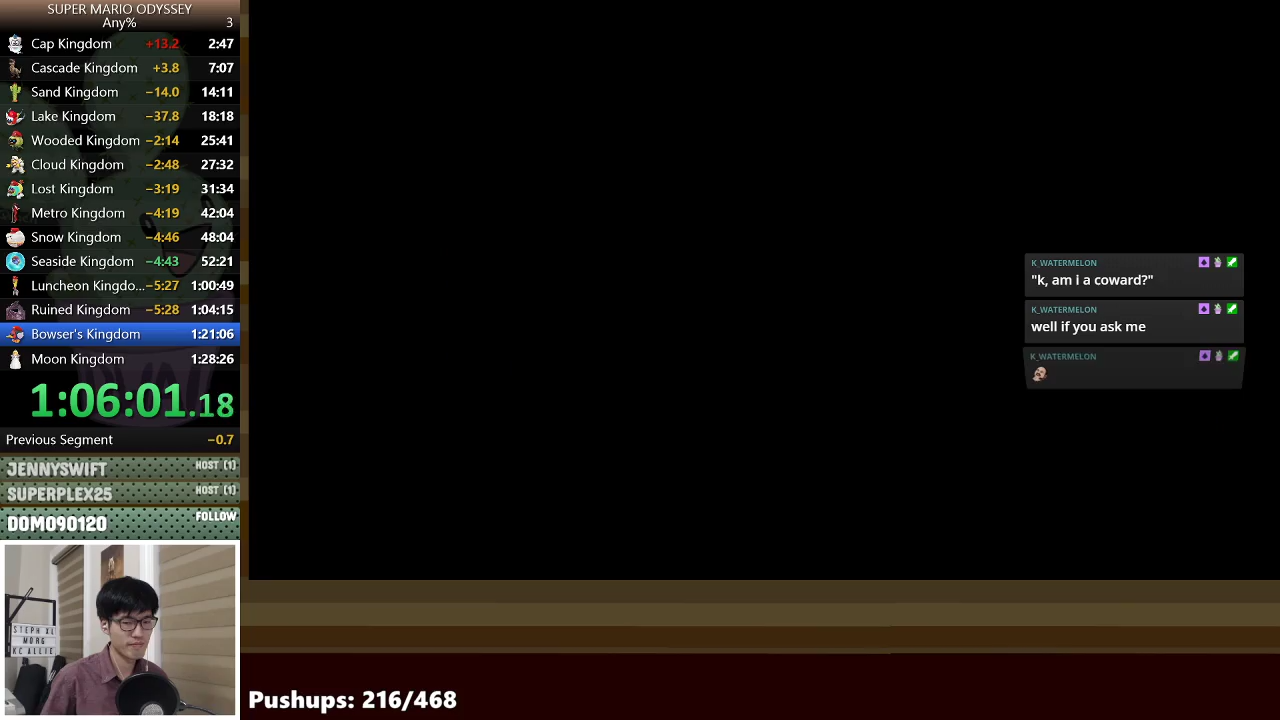 SUPER MARIO ODYSSEY
Any% 3
Cap Kingdom +13.2 2:47
Cascade Kingdom +3.8 7:07
Sand Kingdom −14.0 14:11
Lake Kingdom −37.8 18:18
Wooded Kingdom −2:14 25:41
Cloud Kingdom −2:48 27:32
Lost Kingdom −3:19 31:34
Metro Kingdom −4:19 42:04
Snow Kingdom −4:46 48:04
Seaside Kingdom −4:43 52:21
Luncheon Kingdo... −5:27 1:00:49
Ruined Kingdom −5:28 1:04:15
Bowser's Kingdom 1:21:06
Moon Kingdom 1:28:26
1:06:01.18
Previous Segment −0.7
JENNYSWIFT HOST (1)
SUPERPLEX25 HOST (1)
DOMO90120 FOLLOW
STEPH XL
MORG
KC ALLIE
K_WATERMELON
"k, am i a coward?"
K_WATERMELON
well if you ask me
K_WATERMELON
Pushups: 216/468